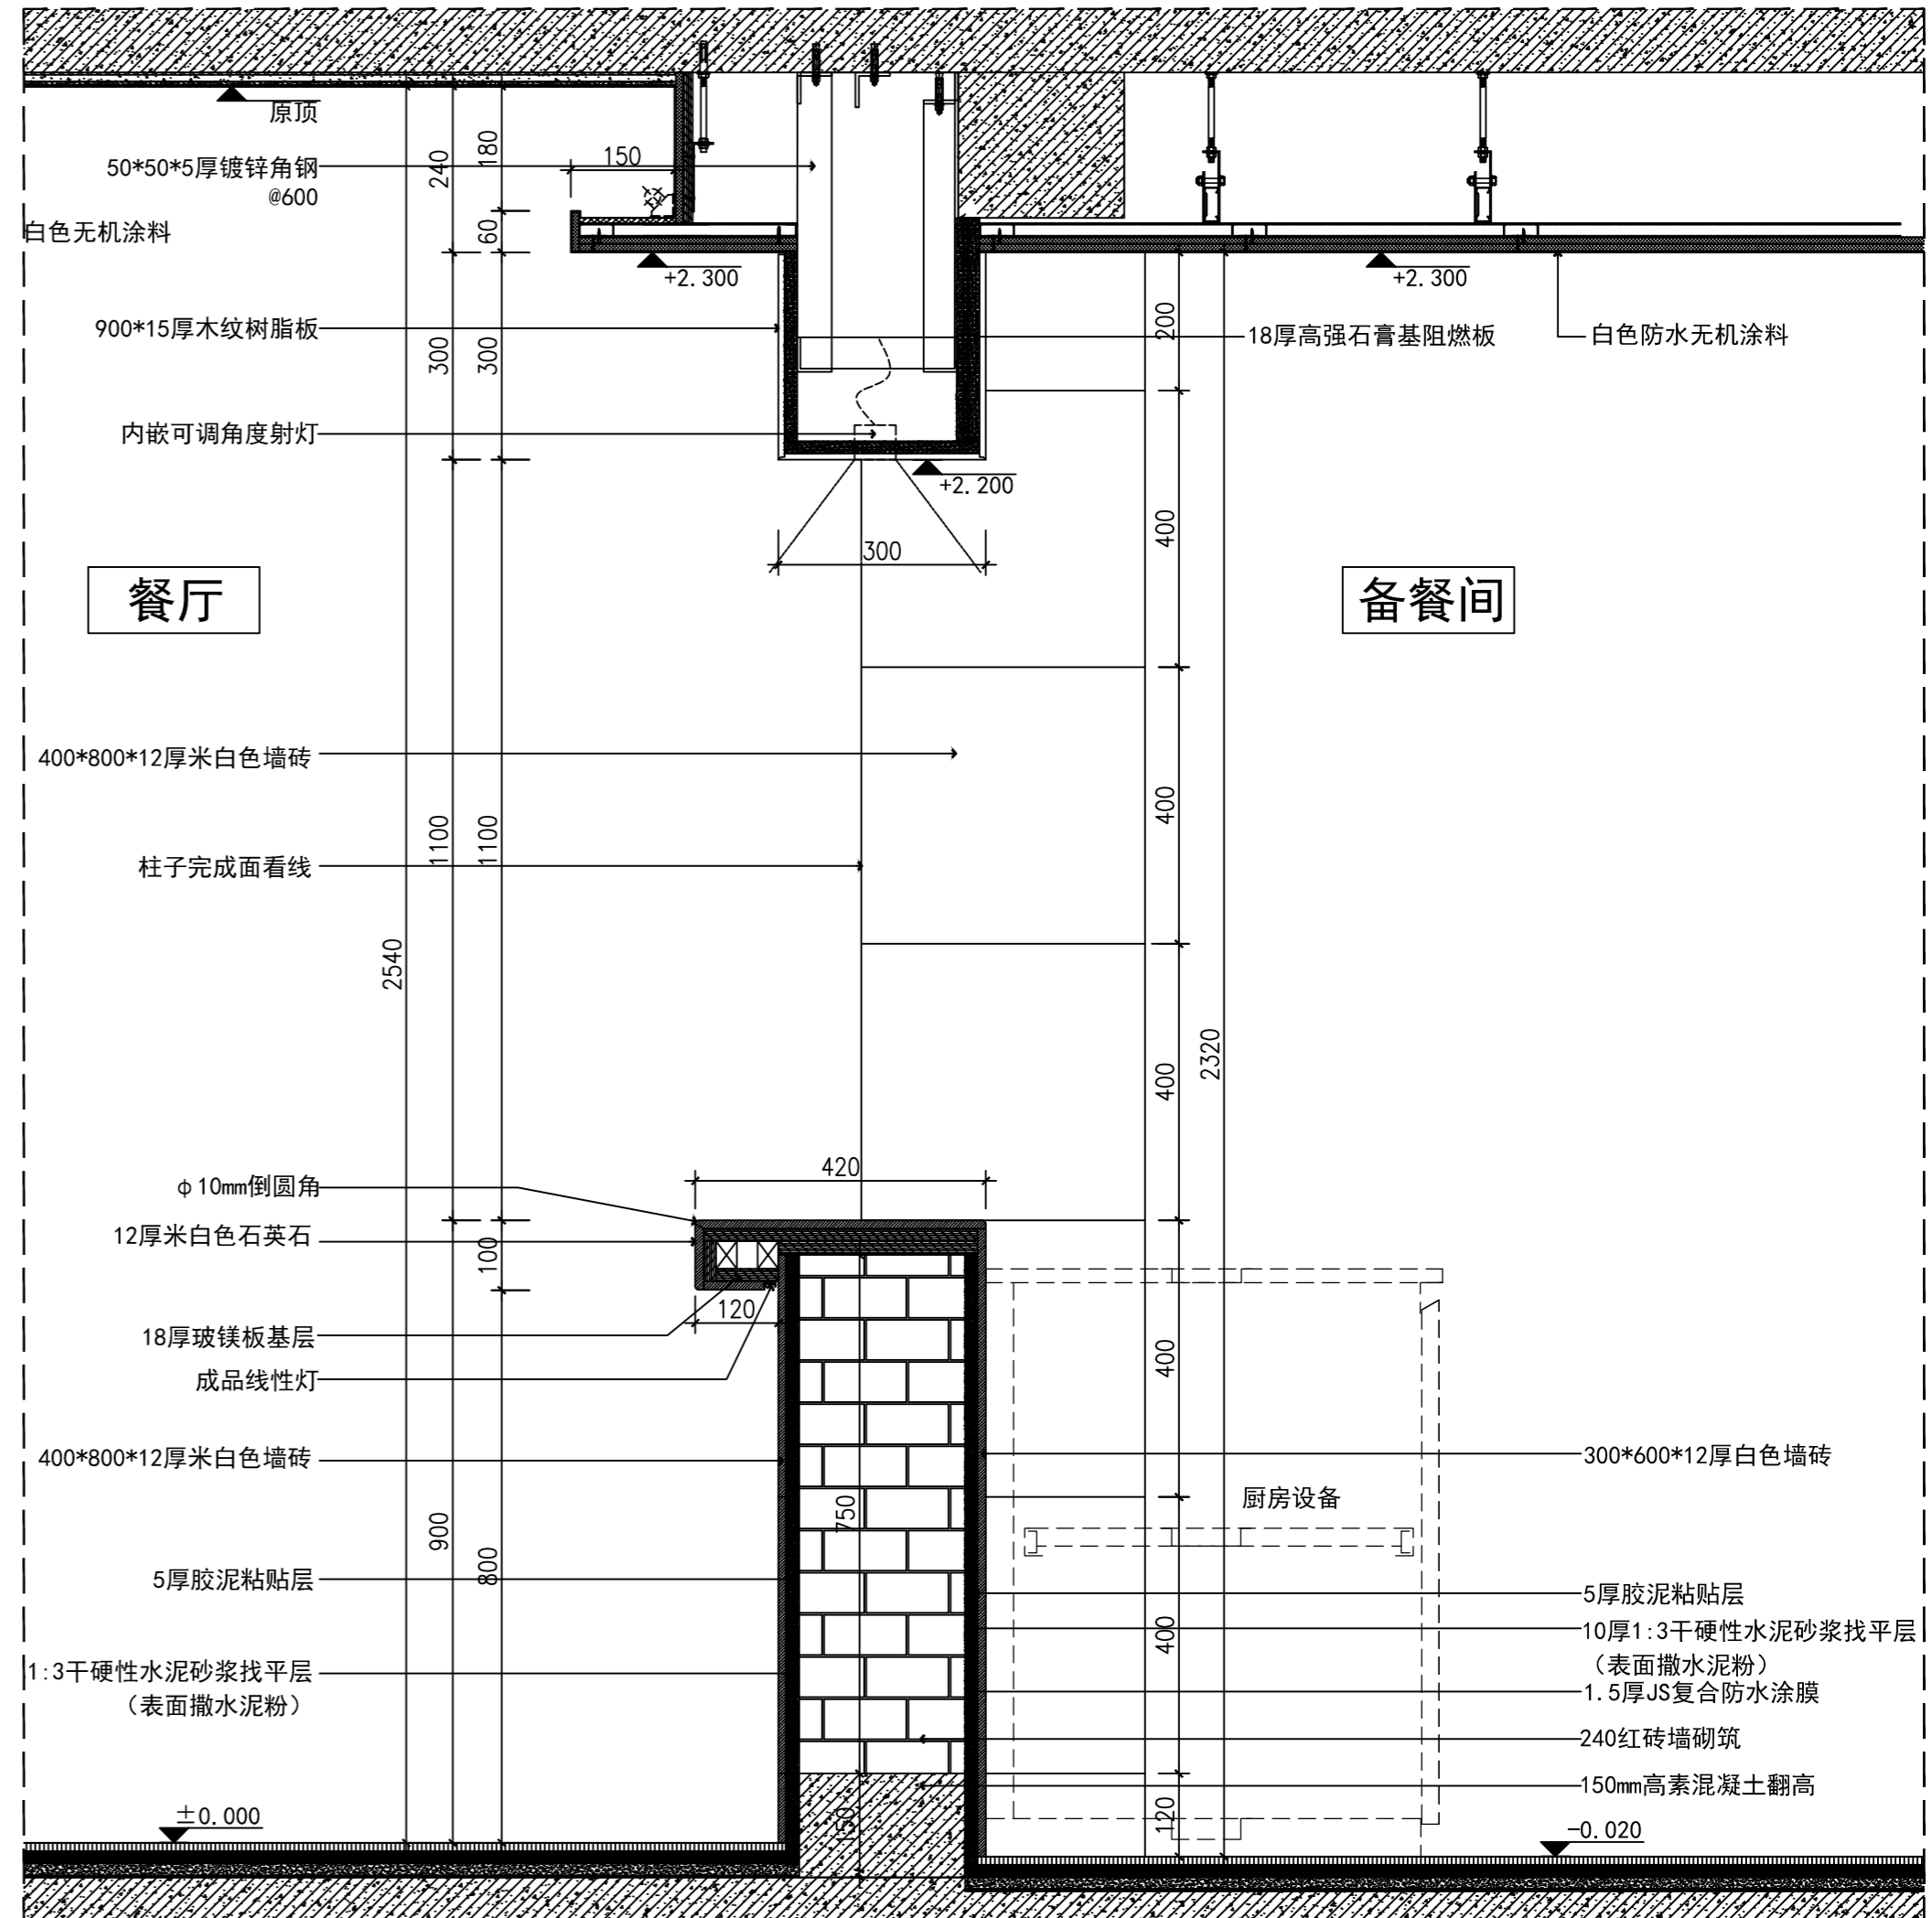 原顶
50*50*5厚镀锌角钢
@600
白色无机涂料
240
180
60
150
+2.300
+2.300
900*15厚木纹树脂板
300
300
18厚高强石膏基阻燃板
200
白色防水无机涂料
内嵌可调角度射灯
+2.200
300
400
餐厅
备餐间
400*800*12厚米白色墙砖
1100
1100
400
柱子完成面看线
2540
400
2320
420
φ10mm倒圆角
12厚米白色石英石
100
120
18厚玻镁板基层
成品线性灯
400
400*800*12厚米白色墙砖
300*600*12厚白色墙砖
厨房设备
750
900
800
5厚胶泥粘贴层
5厚胶泥粘贴层
400
10厚1:3干硬性水泥砂浆找平层
（表面撒水泥粉）
1:3干硬性水泥砂浆找平层
（表面撒水泥粉）
1.5厚JS复合防水涂膜
240红砖墙砌筑
150mm高素混凝土翻高
150
120
±0.000
-0.020